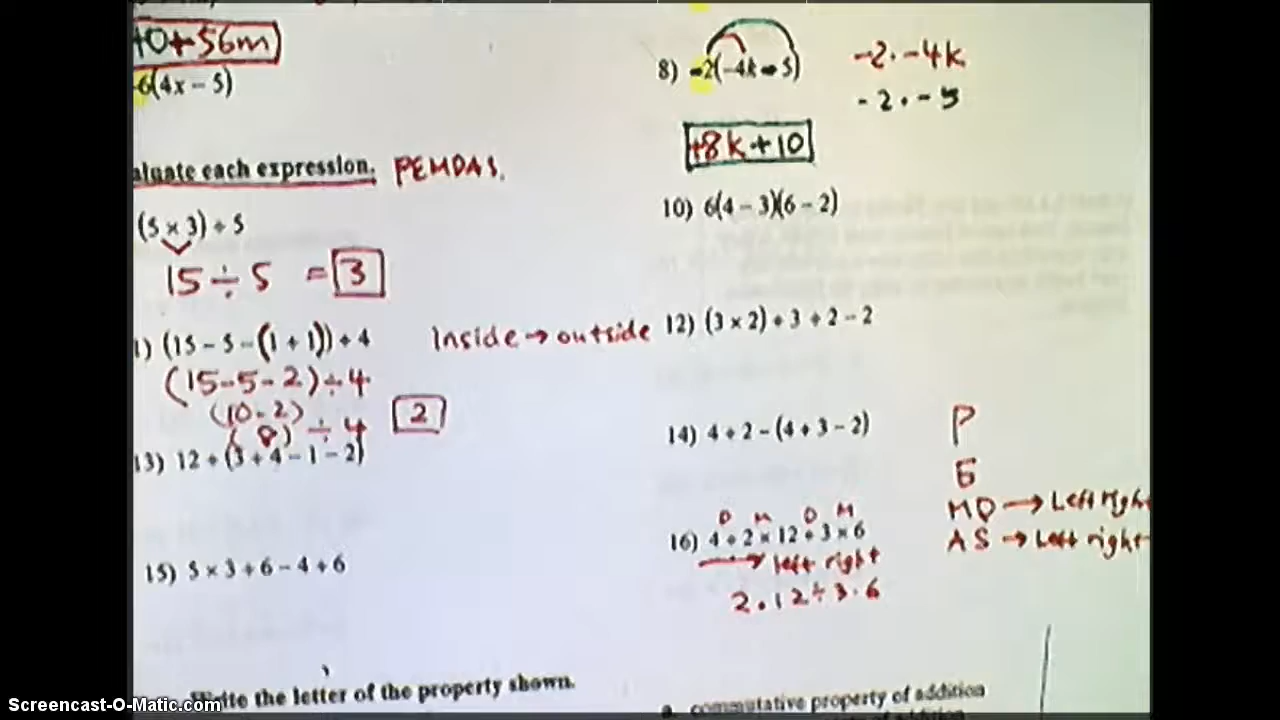 40+56m
-6(4x - 5)
aluate each expression. PEMDAS.
(5 x 3) ÷ 5
15 ÷ 5 = 3
1) (15 - 5 - (1 + 1)) ÷ 4
Inside → outside
(15-5-2) ÷ 4
(10-2)
(8) ÷ 4
2
13) 12 ÷ (3 + 4 - 1 - 2)
15) 5 x 3 + 6 - 4 + 6
Write the letter of the property shown.
8) -2(-4k - 5)
-2. -4k
-2. -5
+8k+10
10) 6(4 - 3)(6 - 2)
12) (3 x 2) ÷ 3 + 2 - 2
14) 4 + 2 - (4 + 3 - 2)
P
E
MD → Left right
AS → Left right
D M D M
16) 4 ÷ 2 x 12 ÷ 3 x 6
→ left right
2.12÷3.6
a. commutative property of addition
Screencast-O-Matic.com